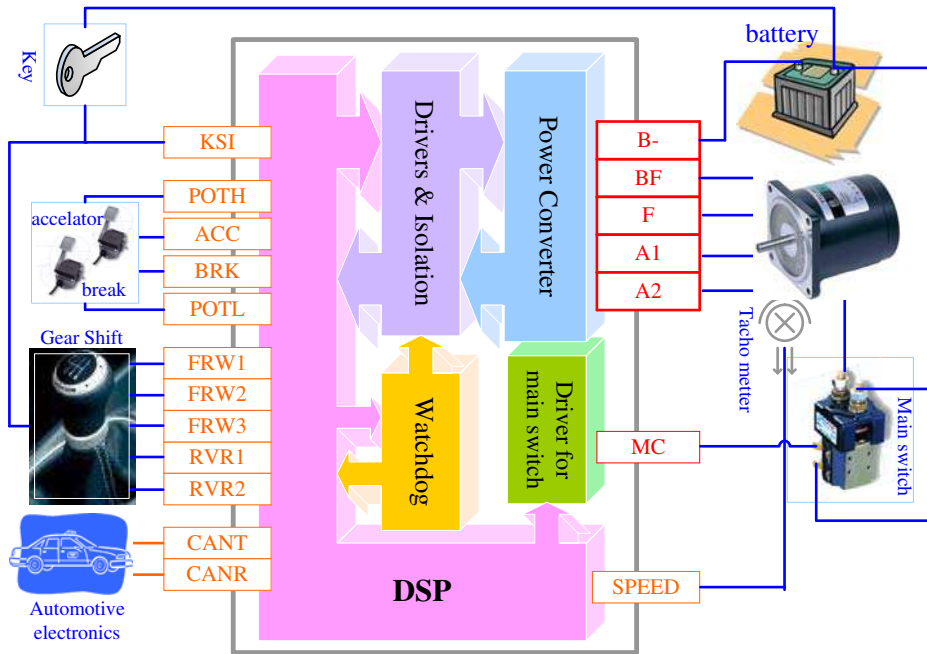 battery
Key
KSI
POTH
accelator
ACC
BRK
break
POTL
Gear Shift
FRW1
FRW2
FRW3
RVR1
RVR2
CANT
CANR
Automotive
electronics
Drivers & Isolation
Power Converter
Watchdog
Driver for
main switch
DSP
B-
BF
F
A1
A2
MC
SPEED
Tacho metter
Main switch